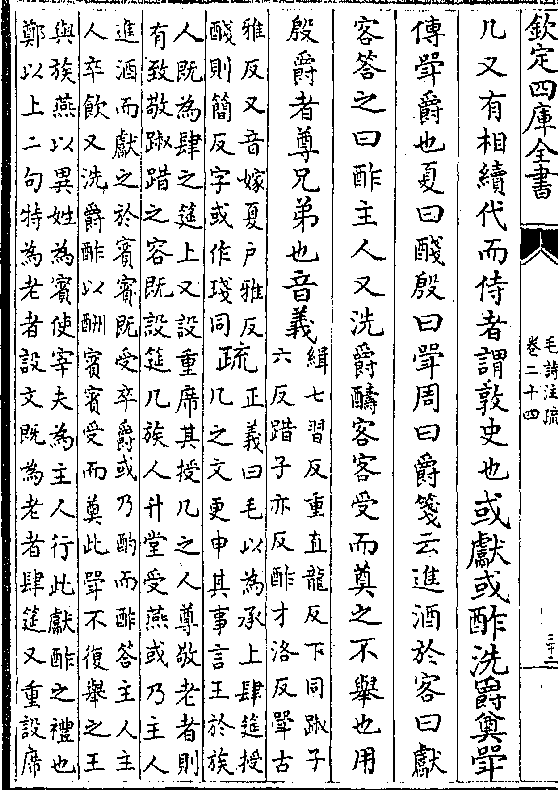 欽定四庫全書
毛詩注疏
卷二十四
三十二
几又有相續代而侍者謂敦史也或獻或酢洗爵奠斝
傳斝爵也夏曰醆殷曰斝周曰爵箋云進酒於客曰獻
客答之曰酢主人又洗爵醻客客受而奠之不舉也用
殷爵者尊兄弟也音義
緝七習反重直龍反下同踧子
六反踖子亦反酢才洛反斝古
雅反又音嫁夏户雅反
醆則簡反字或作琖同
疏
正義曰毛以為承上肆筵授
几之文更申其事言王於族
人既為肆之筵上又設重席其授几之人尊敬老者則
有致敬踧踖之容既設筵几族人升堂受燕或乃主人
進酒而獻之於賓賓既受卒爵或乃酌而酢答主人主
人卒飲又洗爵酢以酬賓賓受而奠此斝不復舉之王
與族燕以異姓為賓使宰夫為主人行此獻酢之禮也
鄭以上二句特為老者設文既為老者肆筵又重設席